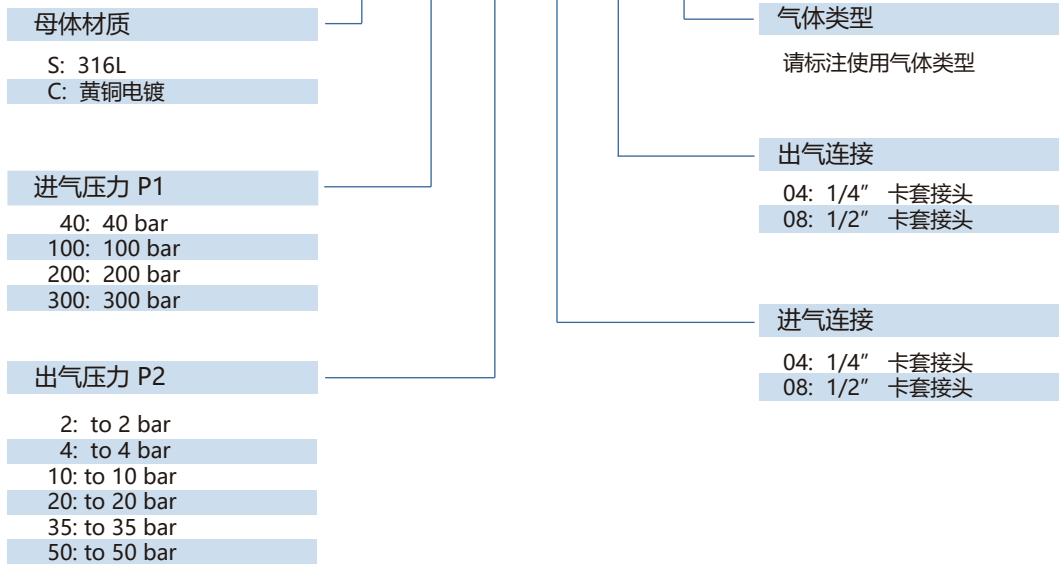 母体材质
S: 316L
C: 黄铜电镀
进气压力 P1
40: 40 bar
100: 100 bar
200: 200 bar
300: 300 bar
出气压力 P2
2: to 2 bar
4: to 4 bar
10: to 10 bar
20: to 20 bar
35: to 35 bar
50: to 50 bar
气体类型
请标注使用气体类型
出气连接
04: 1/4” 卡套接头
08: 1/2” 卡套接头
进气连接
04: 1/4” 卡套接头
08: 1/2” 卡套接头